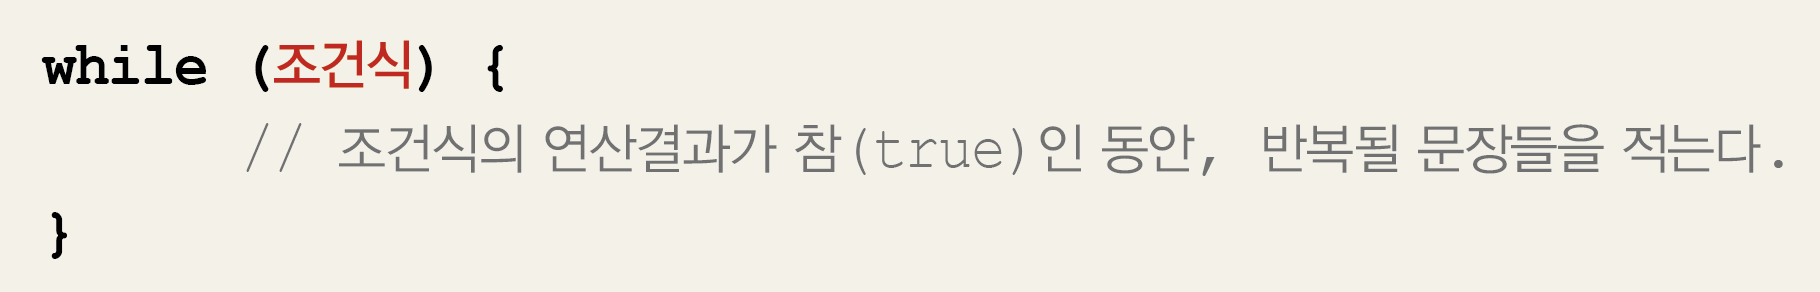 while (조건식) {
// 조건식의 연산결과가 참(true)인 동안, 반복될 문장들을 적는다.
}